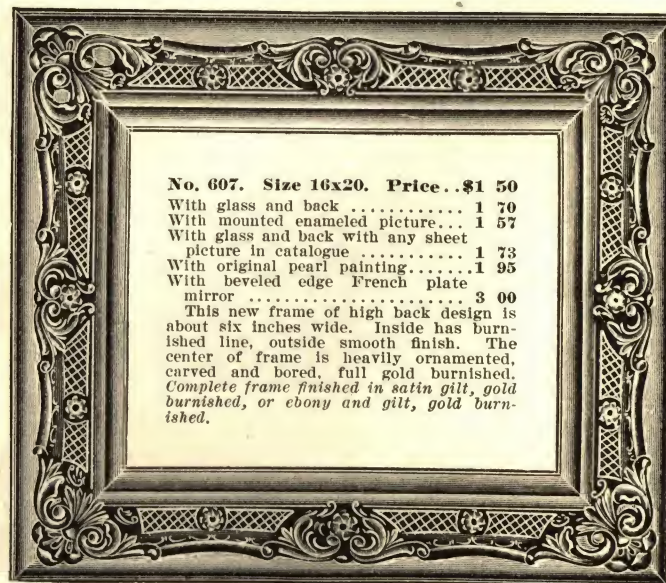 No. 607. Size 16x20. Price..$1 50
With glass and back ............ 1 70
With mounted enameled picture... 1 57
With glass and back with any sheet
picture in catalogue ........... 1 73
With original pearl painting.......1 95
With beveled edge French plate
mirror ....................... 3 00
This new frame of high back design is
about six inches wide. Inside has burn-
ished line, outside smooth finish. The
center of frame is heavily ornamented,
carved and bored, full gold burnished.
Complete frame finished in satin gilt, gold
burnished, or ebony and gilt, gold burn-
ished.